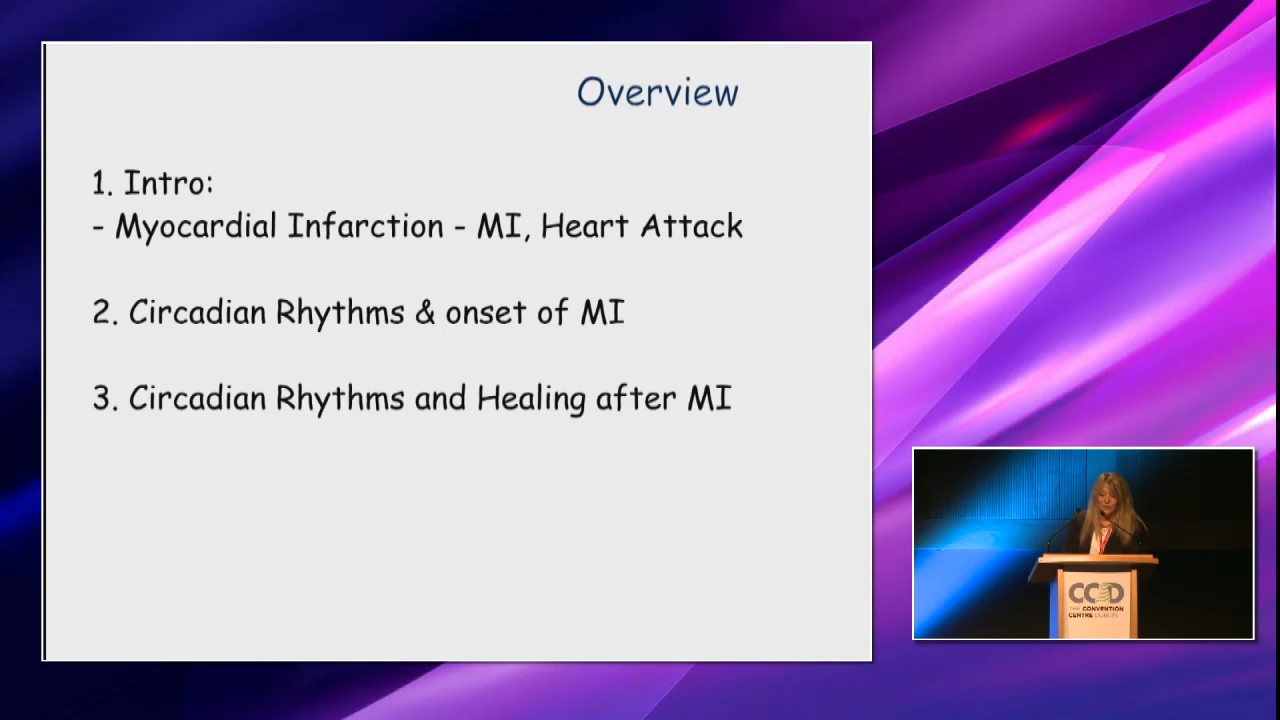 Overview
1. Intro:
- Myocardial Infarction - MI, Heart Attack
2. Circadian Rhythms & onset of MI
3. Circadian Rhythms and Healing after MI
CCD
THE CONVENTION
CENTRE DUBLIN